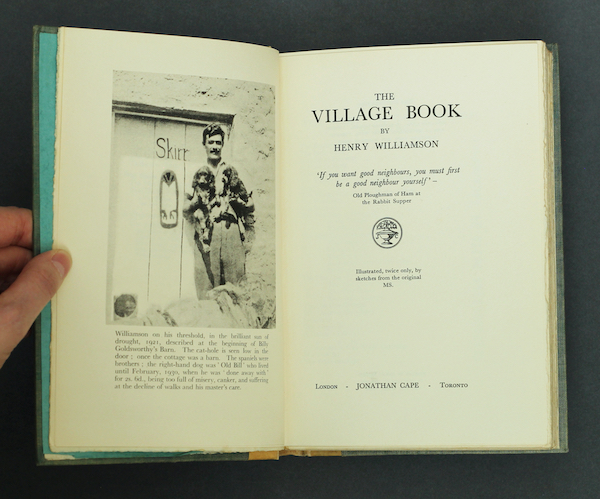 Skirr
Williamson on his threshold, in the brilliant sun of
drought, 1921, described at the beginning of Billy
Goldsworthy's Barn. The cat-hole is seen low in the
door; once the cottage was a barn. The spaniels were
brothers; the right-hand dog was 'Old Bill' who lived
until February, 1930, when he was 'done away with'
for 2s. 6d., being too full of misery, canker, and suffering
at the decline of walks and his master's care.
THE
VILLAGE BOOK
BY
HENRY WILLIAMSON
'If you want good neighbours, you must first
be a good neighbour yourself' –
Old Ploughman of Ham at
the Rabbit Supper
Illustrated, twice only, by
sketches from the original
MS.
LONDON - JONATHAN CAPE - TORONTO